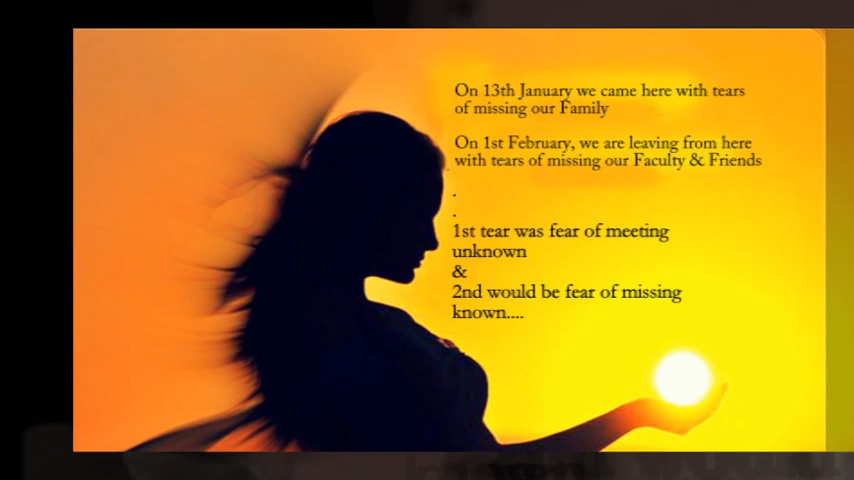 On 13th January we came here with tears
of missing our Family
On 1st February, we are leaving from here
with tears of missing our Faculty & Friends
.
.
1st tear was fear of meeting
unknown
&
2nd would be fear of missing
known....